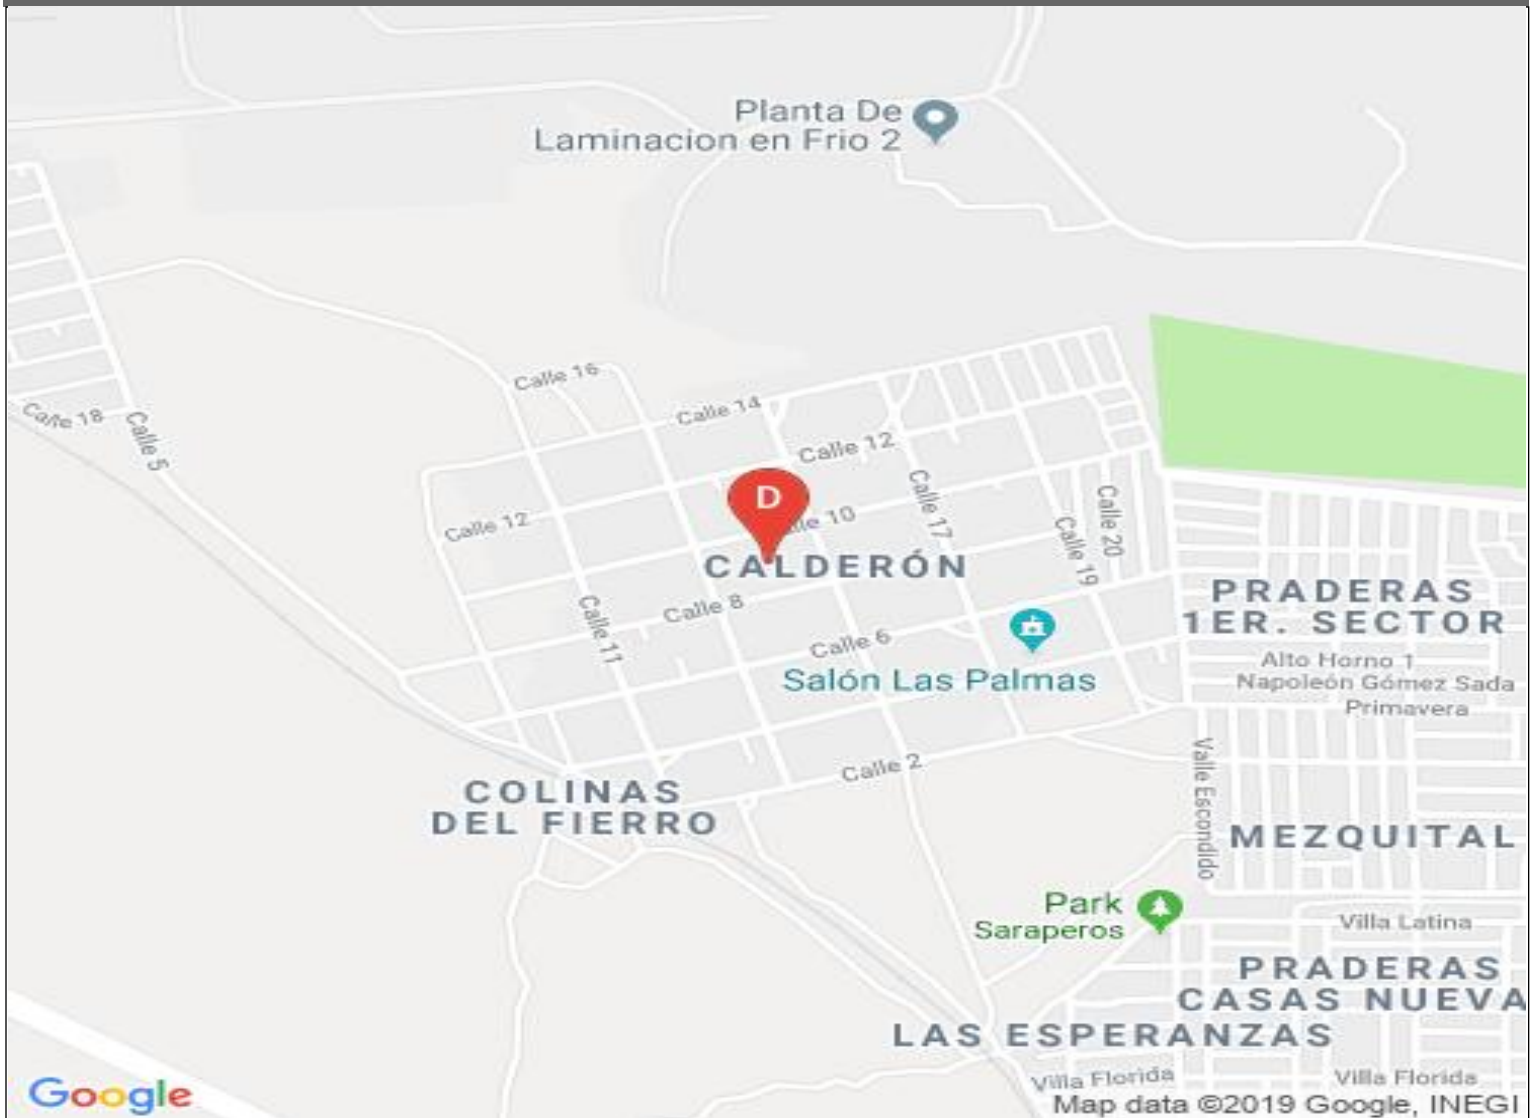 Planta De
Laminacion en Frio 2
Calle 16
Calle 14
Calle 18
Calle 5
Calle 12
D
Calle 12
Calle 17
Calle 20
Calle 10
Calle 19
CALDERÓN
PRADERAS
1ER. SECTOR
Calle 8
Calle 11
Calle 6
Alto Horno 1
Salón Las Palmas
Napoleón Gómez Sada
Primavera
Calle 2
Valle Escondido
COLINAS
DEL FIERRO
MEZQUITAL
Park
Saraperos
Villa Latina
PRADERAS
CASAS NUEVA
LAS ESPERANZAS
Villa Florida
Villa Florida
Google
Map data ©2019 Google, INEGI